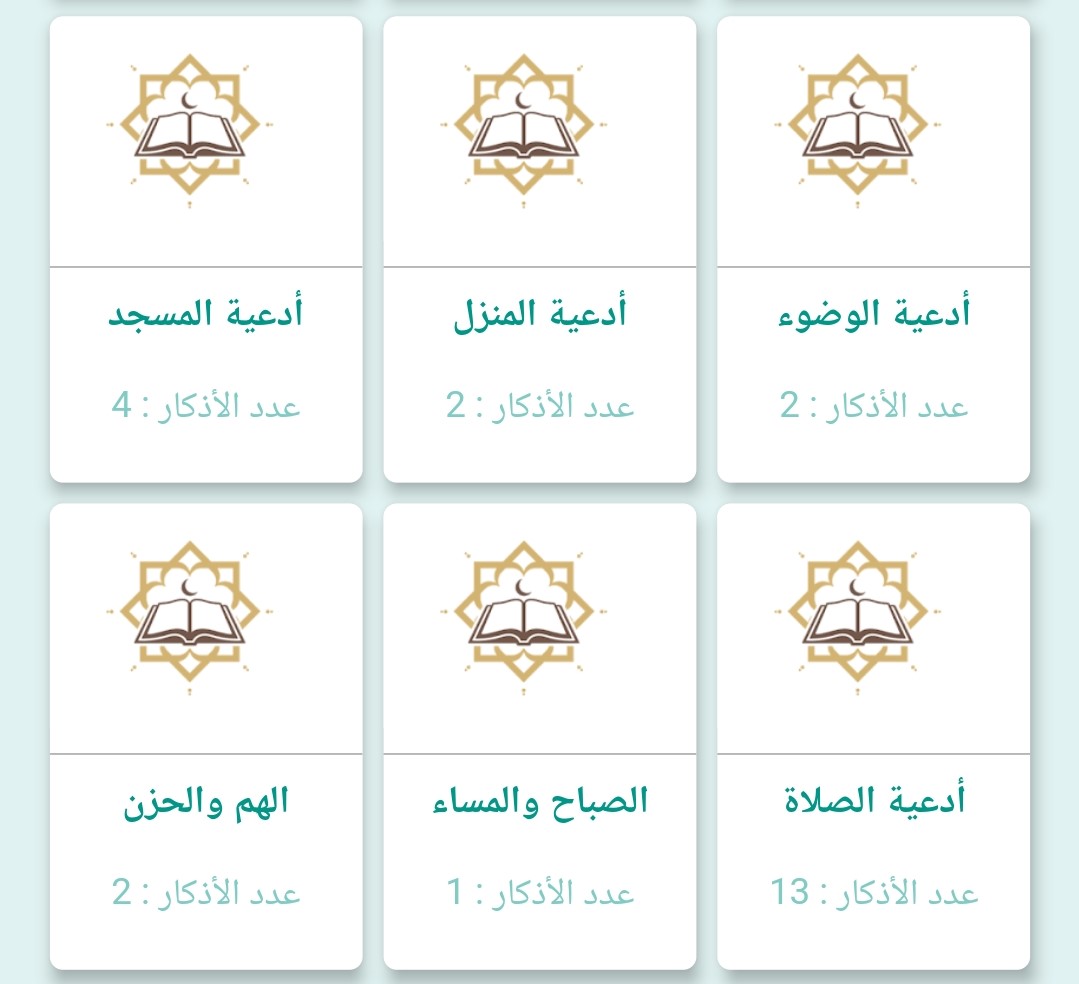 أدعية الوضوء
عدد الأذكار : 2
أدعية المنزل
عدد الأذكار : 2
أدعية المسجد
عدد الأذكار : 4
أدعية الصلاة
عدد الأذكار : 13
الصباح والمساء
عدد الأذكار : 1
الهم والحزن
عدد الأذكار : 2